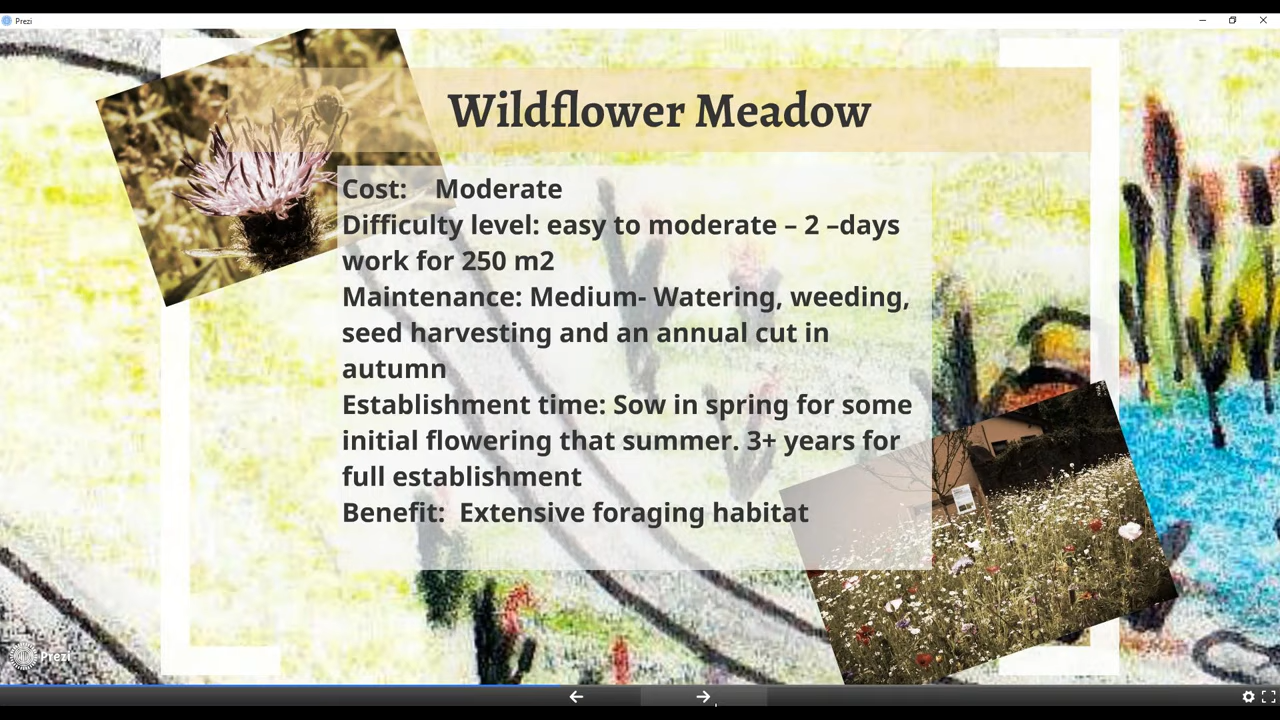 Prezi
Wildflower Meadow
Cost:    Moderate
Difficulty level: easy to moderate – 2 –days
work for 250 m2
Maintenance: Medium- Watering, weeding,
seed harvesting and an annual cut in
autumn
Establishment time: Sow in spring for some
initial flowering that summer. 3+ years for
full establishment
Benefit:  Extensive foraging habitat
Prezi